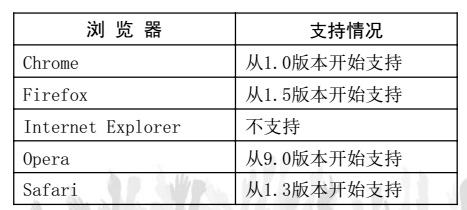 浏 览 器 支持情况
Chrome 从1.0版本开始支持
Firefox 从1.5版本开始支持
Internet Explorer 不支持
Opera 从9.0版本开始支持
Safari 从1.3版本开始支持